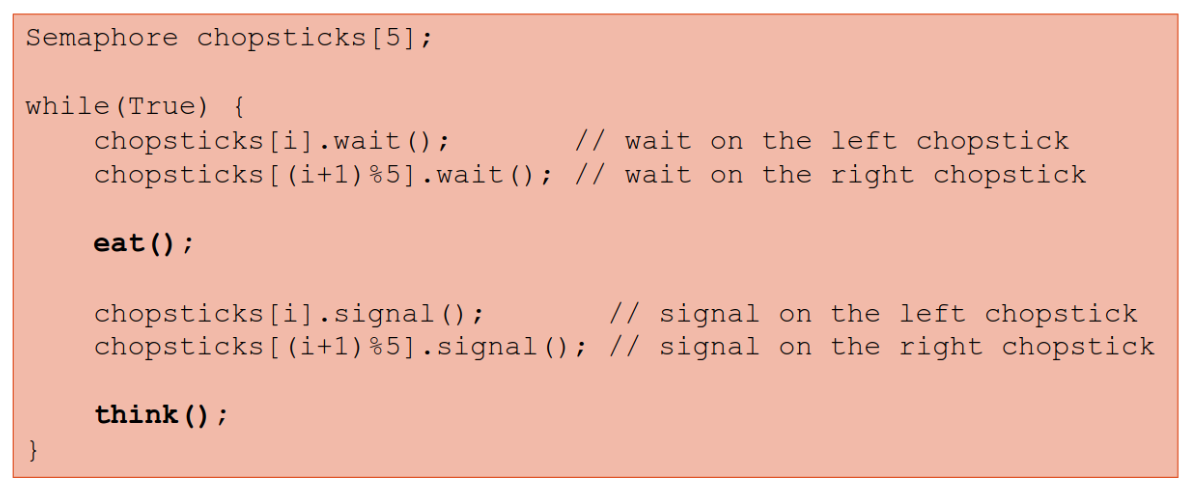 Semaphore chopsticks[5];
while(True) {
chopsticks[i].wait(); // wait on the left chopstick
chopsticks[(i+1)%5].wait(); // wait on the right chopstick
eat();
chopsticks[i].signal(); // signal on the left chopstick
chopsticks[(i+1)%5].signal(); // signal on the right chopstick
think();
}